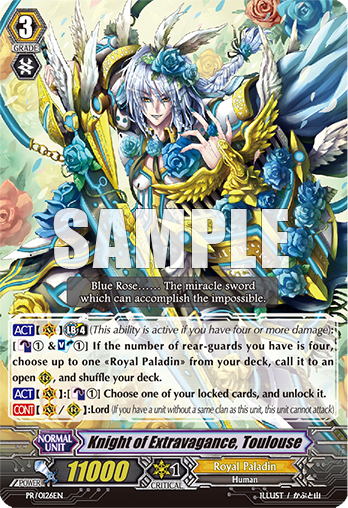 3
GRADE
SAMPLE
Blue Rose...... The miracle sword
which can accomplish the impossible.
ACT[ ] LB4 (This ability is active if you have four or more damage):
[ ① & ①] If the number of rear-guards you have is four,
choose up to one «Royal Paladin» from your deck, call it to an
open , and shuffle your deck.
ACT[ ]:[ ①] Choose one of your locked cards, and unlock it.
CONT[ / ]:Lord (If you have a unit without a same clan as this unit, this unit cannot attack)
NORMAL UNIT
Knight of Extravagance, Toulouse
POWER
11000
1
CRITICAL
Royal Paladin
Human
PR/0126EN
ILLUST / かぶと山